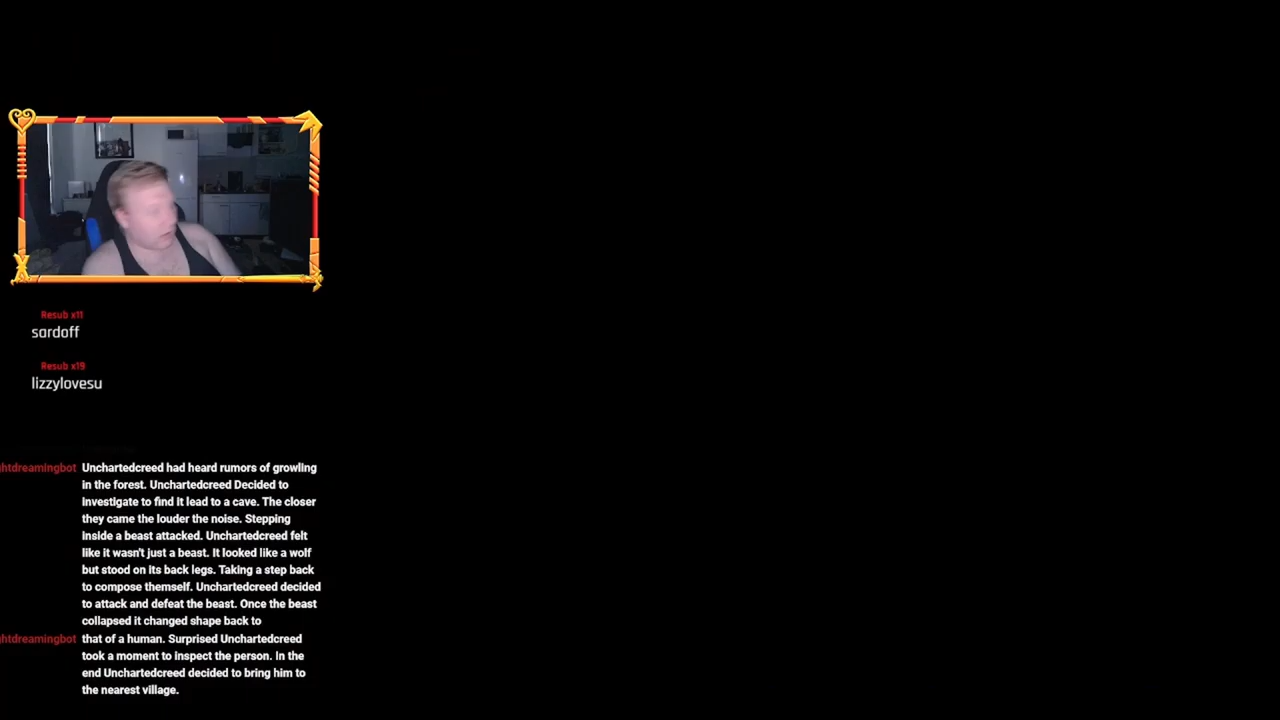 Resub x11
sardoff
Resub x19
lizzylovesu
htdreamingbot Unchartedcreed had heard rumors of growling
in the forest. Unchartedcreed Decided to
investigate to find it lead to a cave. The closer
they came the louder the noise. Stepping
inside a beast attacked. Unchartedcreed felt
like it wasn't just a beast. It looked like a wolf
but stood on its back legs. Taking a step back
to compose themself. Unchartedcreed decided
to attack and defeat the beast. Once the beast
collapsed it changed shape back to
htdreamingbot that of a human. Surprised Unchartedcreed
took a moment to inspect the person. In the
end Unchartedcreed decided to bring him to
the nearest village.